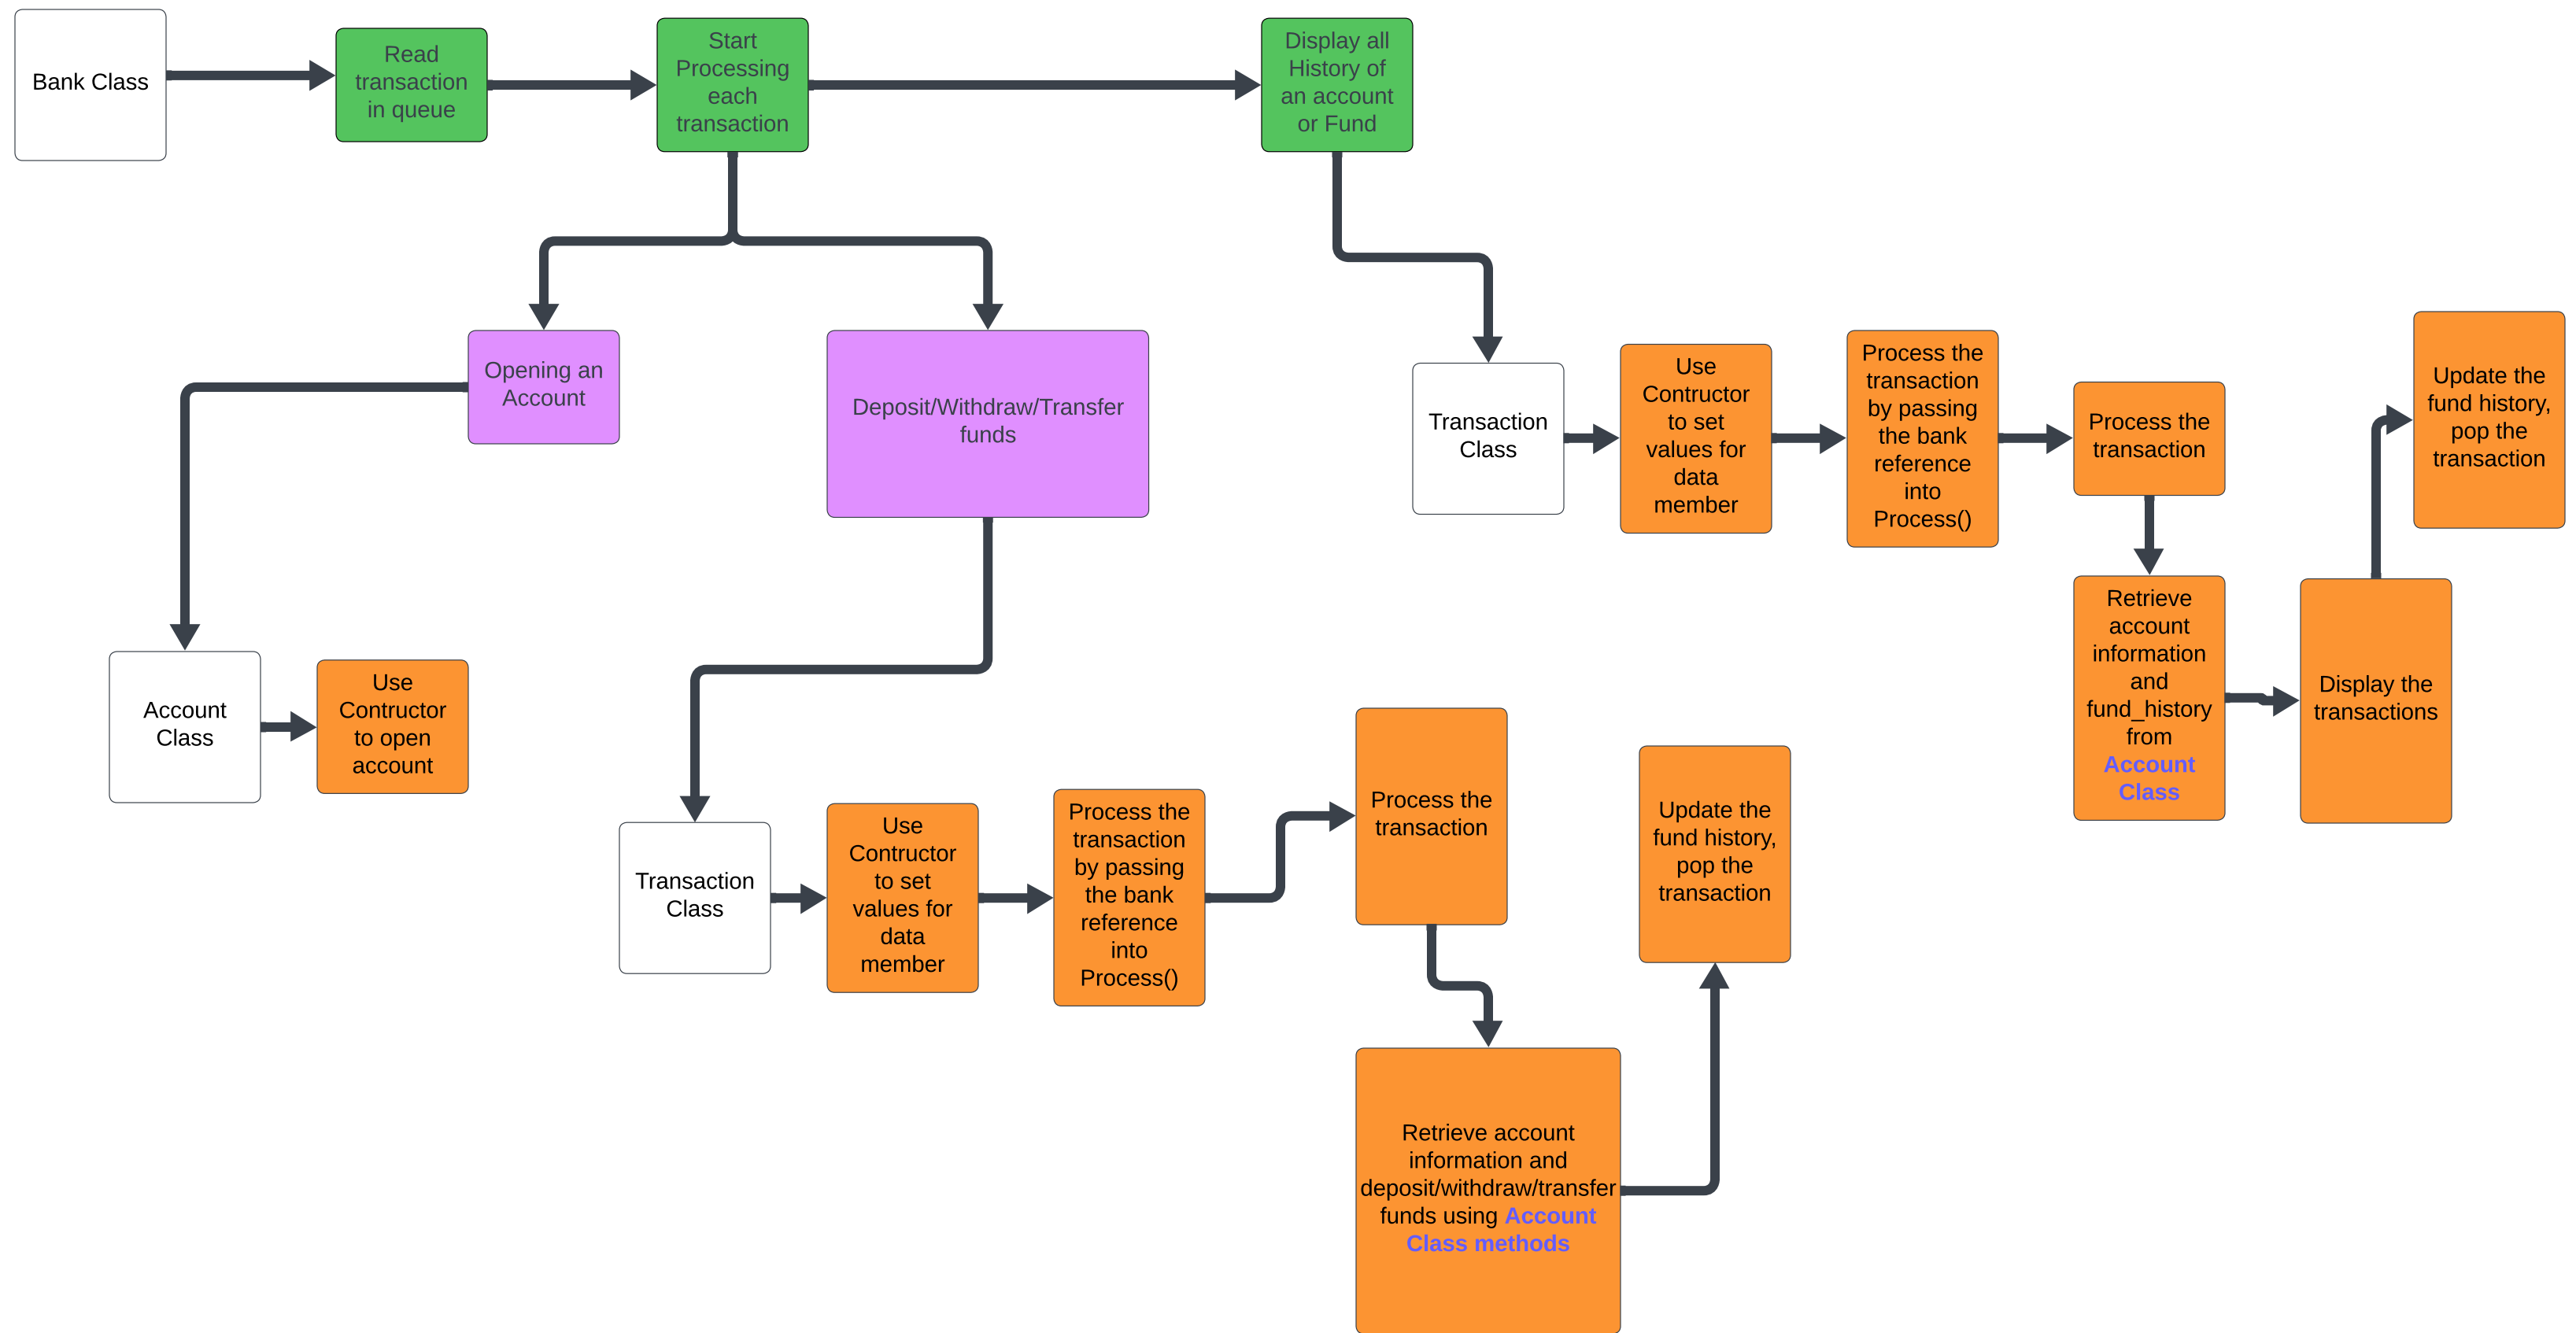 Bank Class
Read
transaction
in queue
Start
Processing
each
transaction
Display all
History of
an account
or Fund
Opening an
Account
Deposit/Withdraw/Transfer
funds
Transaction
Class
Use
Contructor
to set
values for
data
member
Process the
transaction
by passing
the bank
reference
into
Process()
Process the
transaction
Update the
fund history,
pop the
transaction
Retrieve
account
information
and
fund_history
from
Account
Class
Display the
transactions
Account
Class
Use
Contructor
to open
account
Transaction
Class
Use
Contructor
to set
values for
data
member
Process the
transaction
by passing
the bank
reference
into
Process()
Process the
transaction
Update the
fund history,
pop the
transaction
Retrieve account
information and
deposit/withdraw/transfer
funds using Account
Class methods